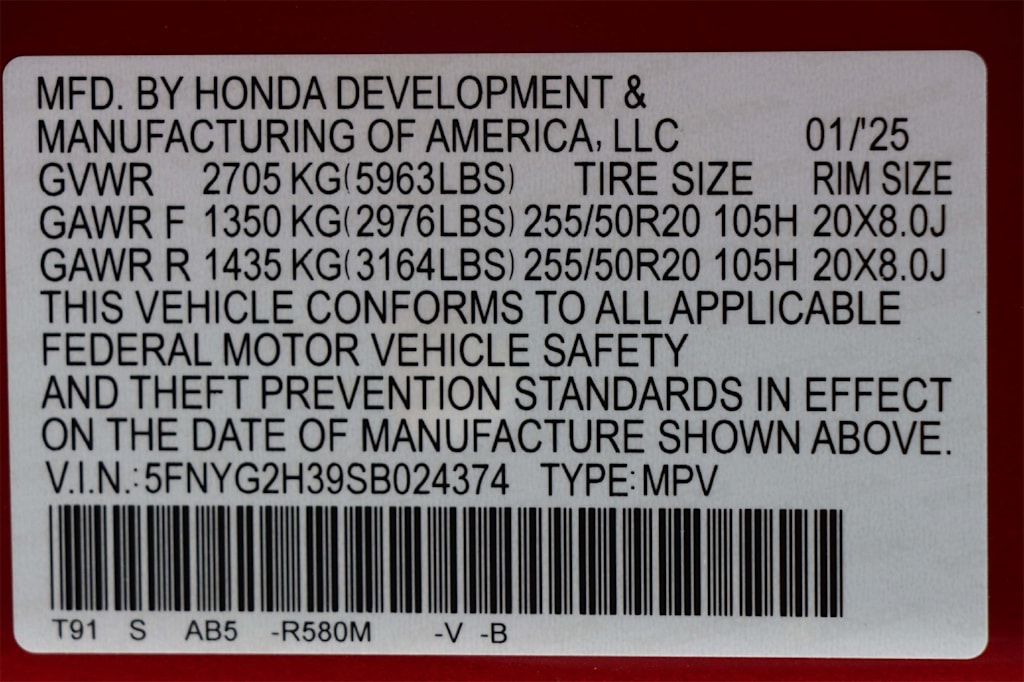 MFD. BY HONDA DEVELOPMENT &
MANUFACTURING OF AMERICA, LLC 01/'25
GVWR 2705 KG(5963LBS) TIRE SIZE RIM SIZE
GAWR F 1350 KG(2976LBS) 255/50R20 105H 20X8.0J
GAWR R 1435 KG(3164LBS) 255/50R20 105H 20X8.0J
THIS VEHICLE CONFORMS TO ALL APPLICABLE
FEDERAL MOTOR VEHICLE SAFETY
AND THEFT PREVENTION STANDARDS IN EFFECT
ON THE DATE OF MANUFACTURE SHOWN ABOVE.
V.I.N.: 5FNYG2H39SB024374 TYPE: MPV
T91 S AB5 -R580M -V -B